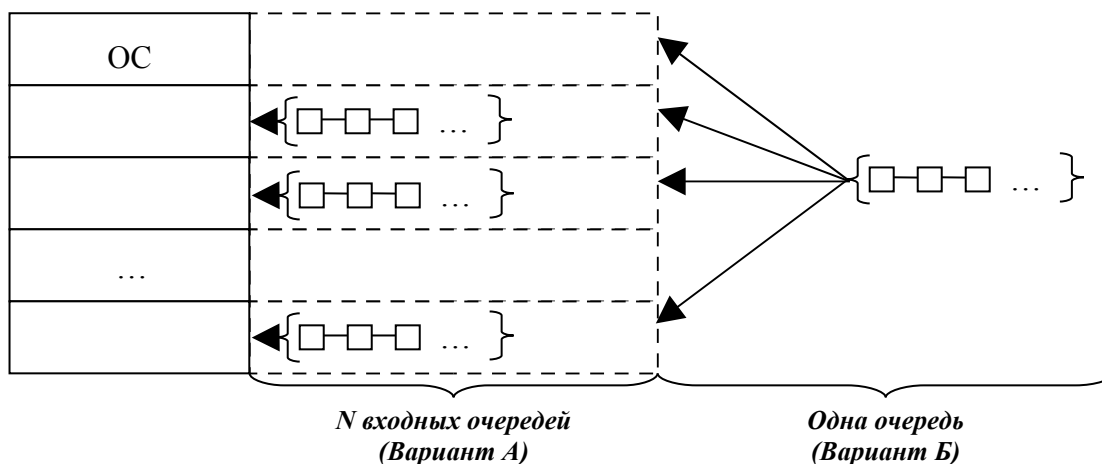 ОС
…
…
…
…
…
N входных очередей
(Вариант А)
Одна очередь
(Вариант Б)